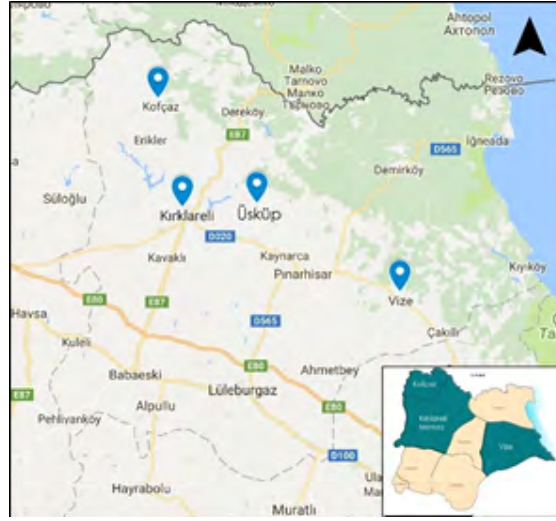 Ahtopol
Ахтопол
Malko
Tarnovo
Малко
Търново
Rezovo
Резово
Kofçaz
Dereköy
E87
Erikler
İğneada
D565
Demirköy
Süloğlu
Kırklareli
Üsküp
D020
Kavaklı
Kaynarca
Pınarhisar
Kıyıköy
Vize
E80
E87
Havsa
D565
Çakıllı
Kuleli
E80
Babaeski
Ahmetbey
E87
Lüleburgaz
Alpullu
E80
Pehlivanköy
D100
Hayrabolu
Muratlı
Vize